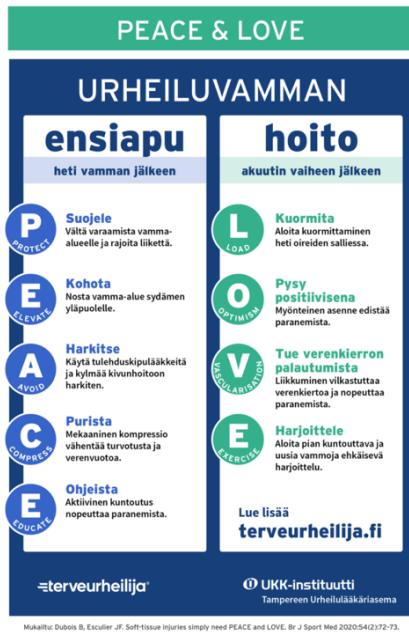 PEACE & LOVE
URHEILUVAMMAN
ensiapu
heti vamman jälkeen
P
PROTECT
Suojele
Vältä varaamista vamma-
alueelle ja rajoita liikettä.
E
ELEVATE
Kohota
Nosta vamma-alue sydämen
yläpuolelle.
A
AVOID
Harkitse
Käytä tulehduskipulääkkeitä
ja kylmää kivunhoitoon
harkiten.
C
COMPRESS
Purista
Mekaaninen kompressio
vähentää turvotusta ja
verenvuotoa.
E
EDUCATE
Ohjeista
Aktiivinen kuntoutus
nopeuttaa paranemista.
hoito
akuutin vaiheen jälkeen
L
LOAD
Kuormita
Aloita kuormittaminen
heti oireiden salliessa.
O
OPTIMISM
Pysy
positiivisena
Myönteinen asenne edistää
paranemista.
V
VASCULARISATION
Tue verenkierron
palautumista
Liikkuminen vilkastuttaa
verenkiertoa ja nopeuttaa
paranemista.
E
EXERCISE
Harjoittele
Aloita pian kuntouttava ja
uusia vammoja ehkäisevä
harjoittelu.
Lue lisää
terveurheilija.fi
terveurheilija®
UKK-instituutti
Tampereen Urheilulääkäriasema
Mukailtu: Dubois B, Esculier JF. Soft-tissue injuries simply need PEACE and LOVE. Br J Sport Med 2020:54(2):72–73.